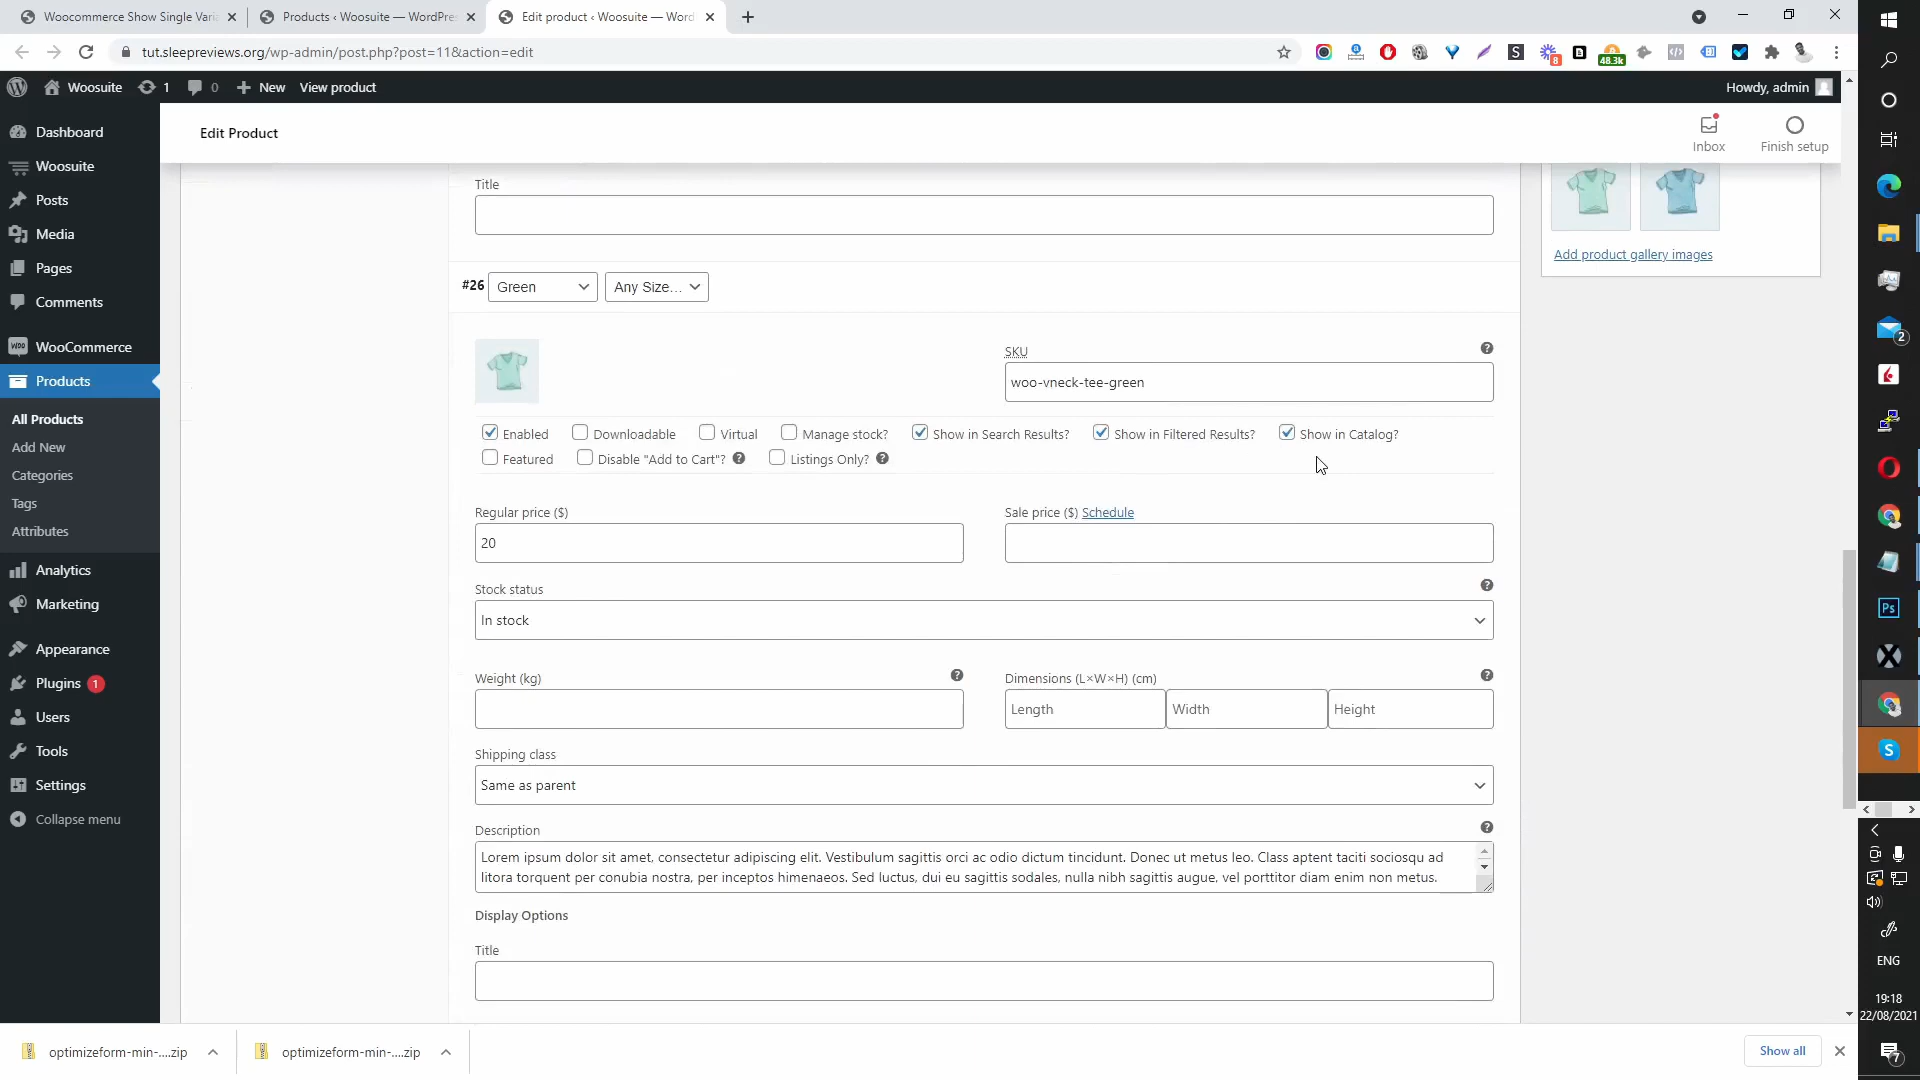 Woocommerce Show Single Varia
Products ‹ Woosuite — WordPres
Edit product ‹ Woosuite — Word
tut.sleepreviews.org/wp-admin/post.php?post=11&action=edit
8
48.3k
Woosuite
1
0
New
View product
Howdy, admin
Edit Product
Inbox
Finish setup
Dashboard
Woosuite
Posts
Media
Pages
Comments
WooCommerce
Products
All Products
Add New
Categories
Tags
Attributes
Analytics
Marketing
Appearance
Plugins 1
Users
Tools
Settings
Collapse menu
Title
Add product gallery images
#26 Green Any Size...
SKU
woo-vneck-tee-green
Enabled Downloadable Virtual Manage stock? Show in Search Results? Show in Filtered Results? Show in Catalog?
Featured Disable "Add to Cart"? Listings Only?
Regular price ($)
20
Sale price ($) Schedule
Stock status
In stock
Weight (kg)
Dimensions (L×W×H) (cm)
Length Width Height
Shipping class
Same as parent
Description
Lorem ipsum dolor sit amet, consectetur adipiscing elit. Vestibulum sagittis orci ac odio dictum tincidunt. Donec ut metus leo. Class aptent taciti sociosqu ad
litora torquent per conubia nostra, per inceptos himenaeos. Sed luctus, dui eu sagittis sodales, nulla nibh sagittis augue, vel porttitor diam enim non metus.
Display Options
Title
optimizeform-min-....zip
optimizeform-min-....zip
Show all
2
Ps
S
ENG
19:18
22/08/2021
7